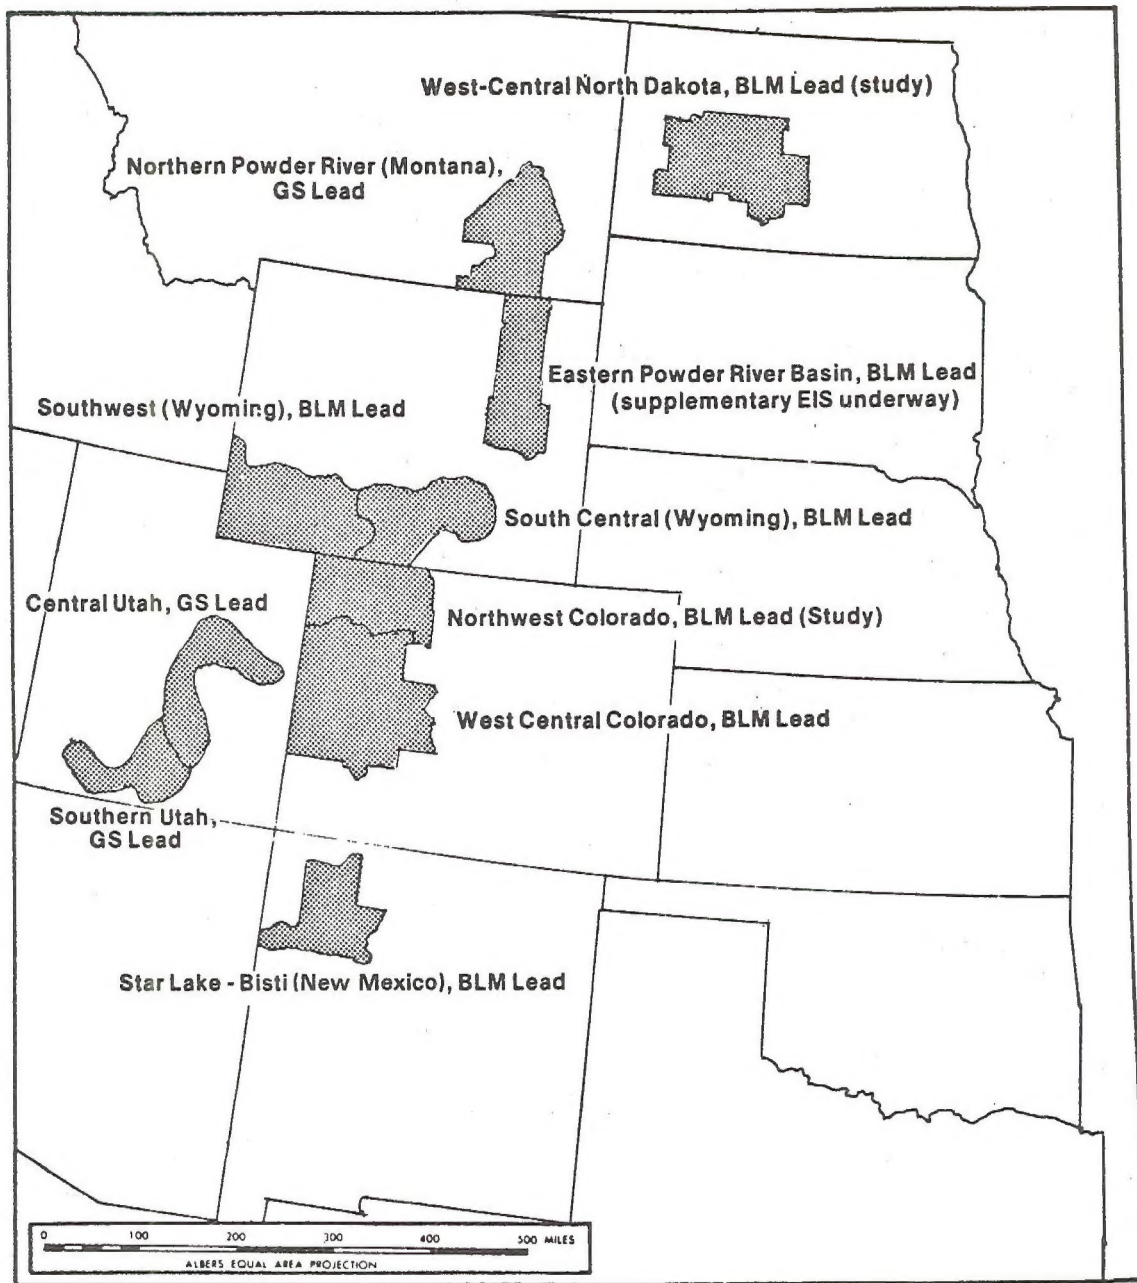 West-Central North Dakota, BLM Lead (study)
Northern Powder River (Montana),
GS Lead
Eastern Powder River Basin, BLM Lead
(supplementary EIS underway)
Southwest (Wyoming), BLM Lead
South Central (Wyoming), BLM Lead
Central Utah, GS Lead
Northwest Colorado, BLM Lead (Study)
West Central Colorado, BLM Lead
Southern Utah,
GS Lead
Star Lake - Bisti (New Mexico), BLM Lead
0 100 200 300 400 500 MILES
ALBERS EQUAL AREA PROJECTION